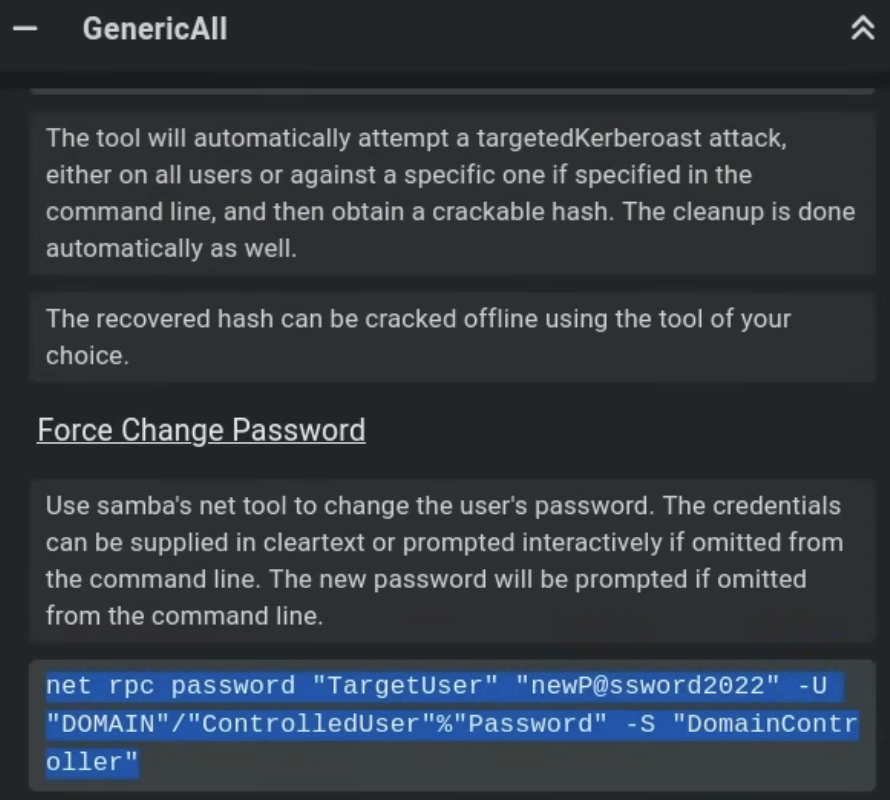 GenericAll
The tool will automatically attempt a targetedKerberoast attack,
either on all users or against a specific one if specified in the
command line, and then obtain a crackable hash. The cleanup is done
automatically as well.
The recovered hash can be cracked offline using the tool of your
choice.
Force Change Password
Use samba's net tool to change the user's password. The credentials
can be supplied in cleartext or prompted interactively if omitted from
the command line. The new password will be prompted if omitted
from the command line.
net rpc password "TargetUser" "newP@ssword2022" -U
"DOMAIN"/"ControlledUser"%"Password" -S "DomainContr
oller"